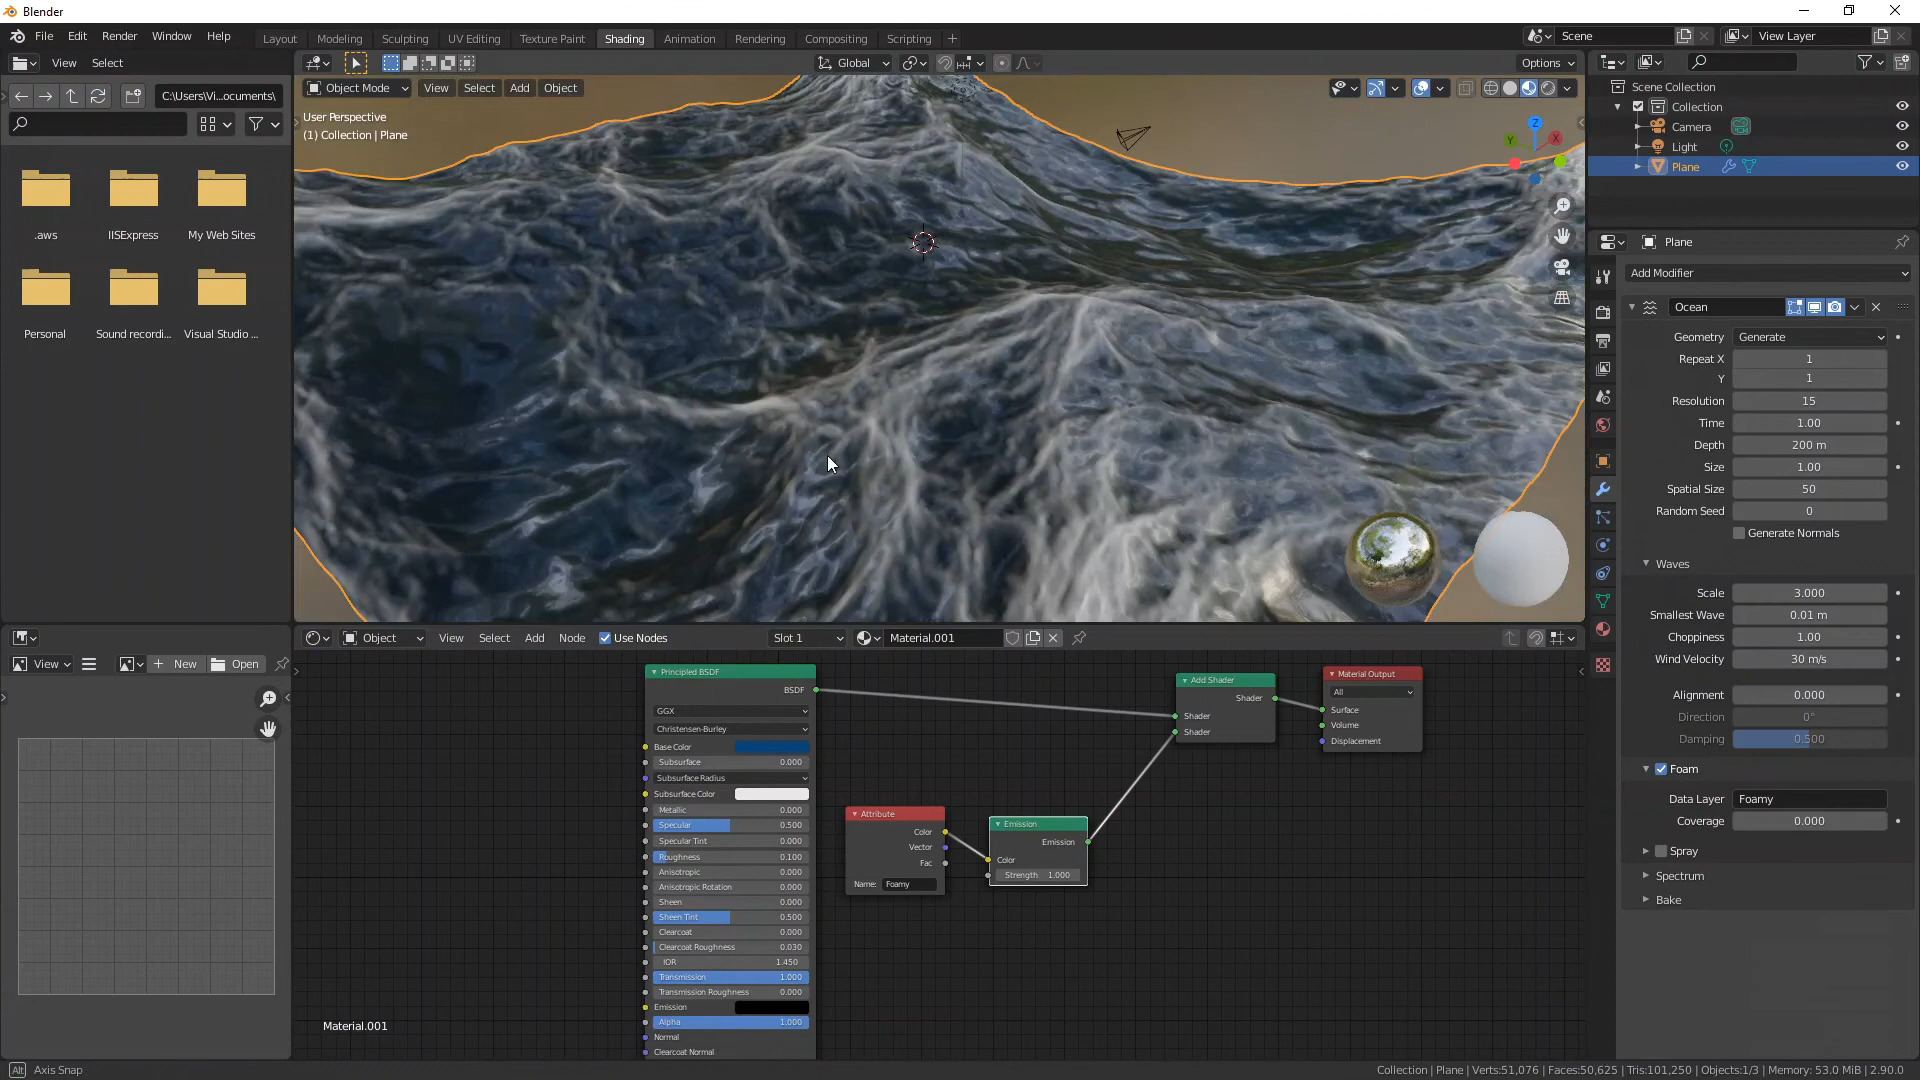 Blender
File Edit Render Window Help
Layout Modeling Sculpting UV Editing Texture Paint Shading Animation Rendering Compositing Scripting
Scene
View Layer
View Select
Global
Options
C:\Users\Vi...ocuments\
Object Mode View Select Add Object
User Perspective
(1) Collection | Plane
.aws
IISExpress
My Web Sites
Personal
Sound recordi...
Visual Studio ...
Z
X
Y
Scene Collection
Collection
Camera
Light
Plane
Plane
Add Modifier
Ocean
Geometry Generate
Repeat X 1
Y 1
Resolution 15
Time 1.00
Depth 200 m
Size 1.00
Spatial Size 50
Random Seed 0
Generate Normals
Waves
Scale 3.000
Smallest Wave 0.01 m
Choppiness 1.00
Wind Velocity 30 m/s
Alignment 0.000
Direction 0°
Damping 0.500
Foam
Data Layer Foamy
Coverage 0.000
Spray
Spectrum
Bake
View New Open
Object View Select Add Node Use Nodes Slot 1 Material.001
Principled BSDF
BSDF
GGX
Christensen-Burley
Base Color
Subsurface 0.000
Subsurface Radius
Subsurface Color
Metallic 0.000
Specular 0.500
Specular Tint 0.000
Roughness 0.100
Anisotropic 0.000
Anisotropic Rotation 0.000
Sheen 0.000
Sheen Tint 0.500
Clearcoat 0.000
Clearcoat Roughness 0.030
IOR 1.450
Transmission 1.000
Transmission Roughness 0.000
Emission
Alpha 1.000
Normal
Clearcoat Normal
Attribute
Color
Vector
Fac
Name: Foamy
Emission
Emission
Color
Strength 1.000
Add Shader
Shader
Shader
Shader
Material Output
All
Surface
Volume
Displacement
Material.001
Alt Axis Snap
Collection | Plane | Verts:51,076 | Faces:50,625 | Tris:101,250 | Objects:1/3 | Memory: 53.0 MiB | 2.90.0